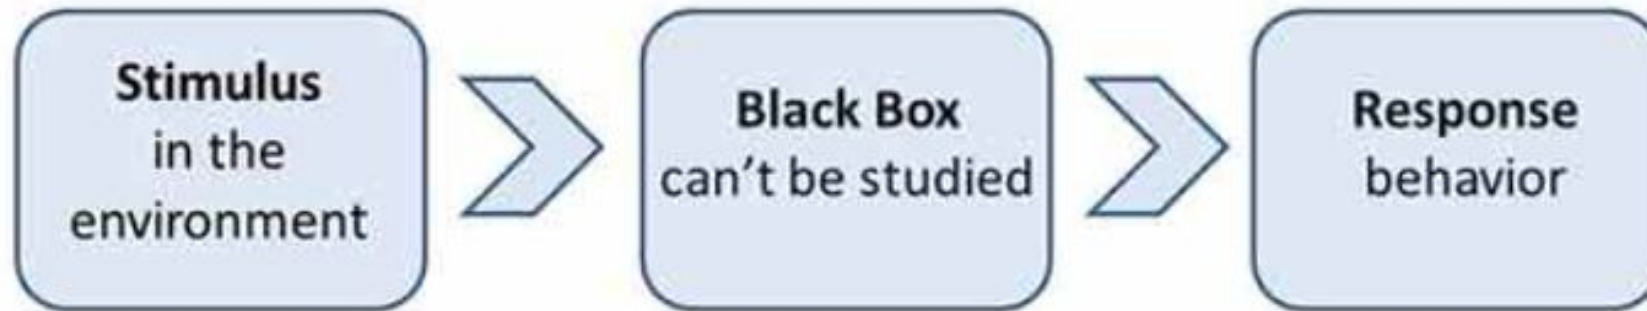 Stimulus
in the
environment
Black Box
can't be studied
Response
behavior